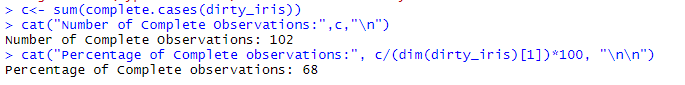 > c<- sum(complete.cases(dirty_iris))
> cat("Number of Complete Observations:",c,"\n")
Number of Complete Observations: 102
> cat("Percentage of Complete observations:", c/(dim(dirty_iris)[1])*100, "\n\n")
Percentage of Complete observations: 68